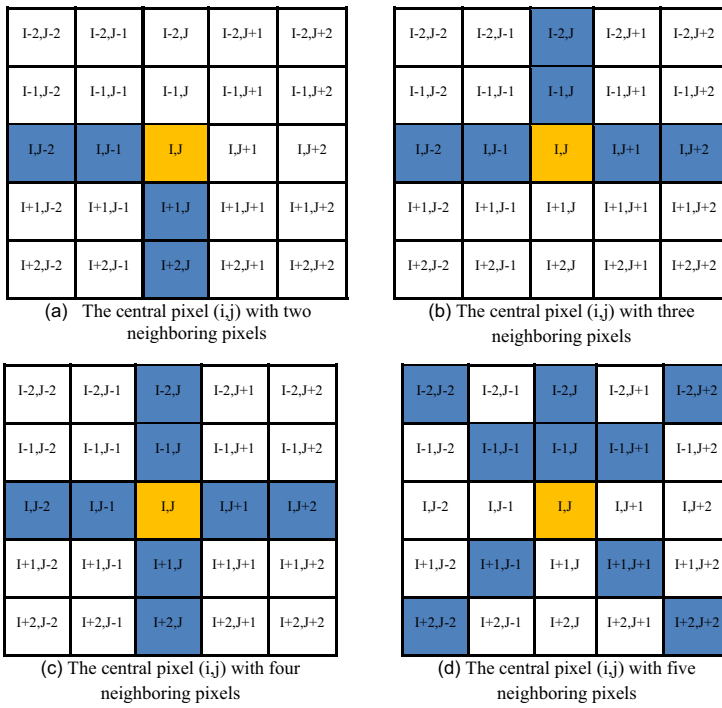 I-2,J-2 I-2,J-1 I-2,J I-2,J+1 I-2,J+2
I-1,J-2 I-1,J-1 I-1,J I-1,J+1 I-1,J+2
I,J-2 I,J-1 I,J I,J+1 I,J+2
I+1,J-2 I+1,J-1 I+1,J I+1,J+1 I+1,J+2
I+2,J-2 I+2,J-1 I+2,J I+2,J+1 I+2,J+2
(a) The central pixel (i,j) with two
neighboring pixels
I-2,J-2 I-2,J-1 I-2,J I-2,J+1 I-2,J+2
I-1,J-2 I-1,J-1 I-1,J I-1,J+1 I-1,J+2
I,J-2 I,J-1 I,J I,J+1 I,J+2
I+1,J-2 I+1,J-1 I+1,J I+1,J+1 I+1,J+2
I+2,J-2 I+2,J-1 I+2,J I+2,J+1 I+2,J+2
(b) The central pixel (i,j) with three
neighboring pixels
I-2,J-2 I-2,J-1 I-2,J I-2,J+1 I-2,J+2
I-1,J-2 I-1,J-1 I-1,J I-1,J+1 I-1,J+2
I,J-2 I,J-1 I,J I,J+1 I,J+2
I+1,J-2 I+1,J-1 I+1,J I+1,J+1 I+1,J+2
I+2,J-2 I+2,J-1 I+2,J I+2,J+1 I+2,J+2
(c) The central pixel (i,j) with four
neighboring pixels
I-2,J-2 I-2,J-1 I-2,J I-2,J+1 I-2,J+2
I-1,J-2 I-1,J-1 I-1,J I-1,J+1 I-1,J+2
I,J-2 I,J-1 I,J I,J+1 I,J+2
I+1,J-2 I+1,J-1 I+1,J I+1,J+1 I+1,J+2
I+2,J-2 I+2,J-1 I+2,J I+2,J+1 I+2,J+2
(d) The central pixel (i,j) with five
neighboring pixels